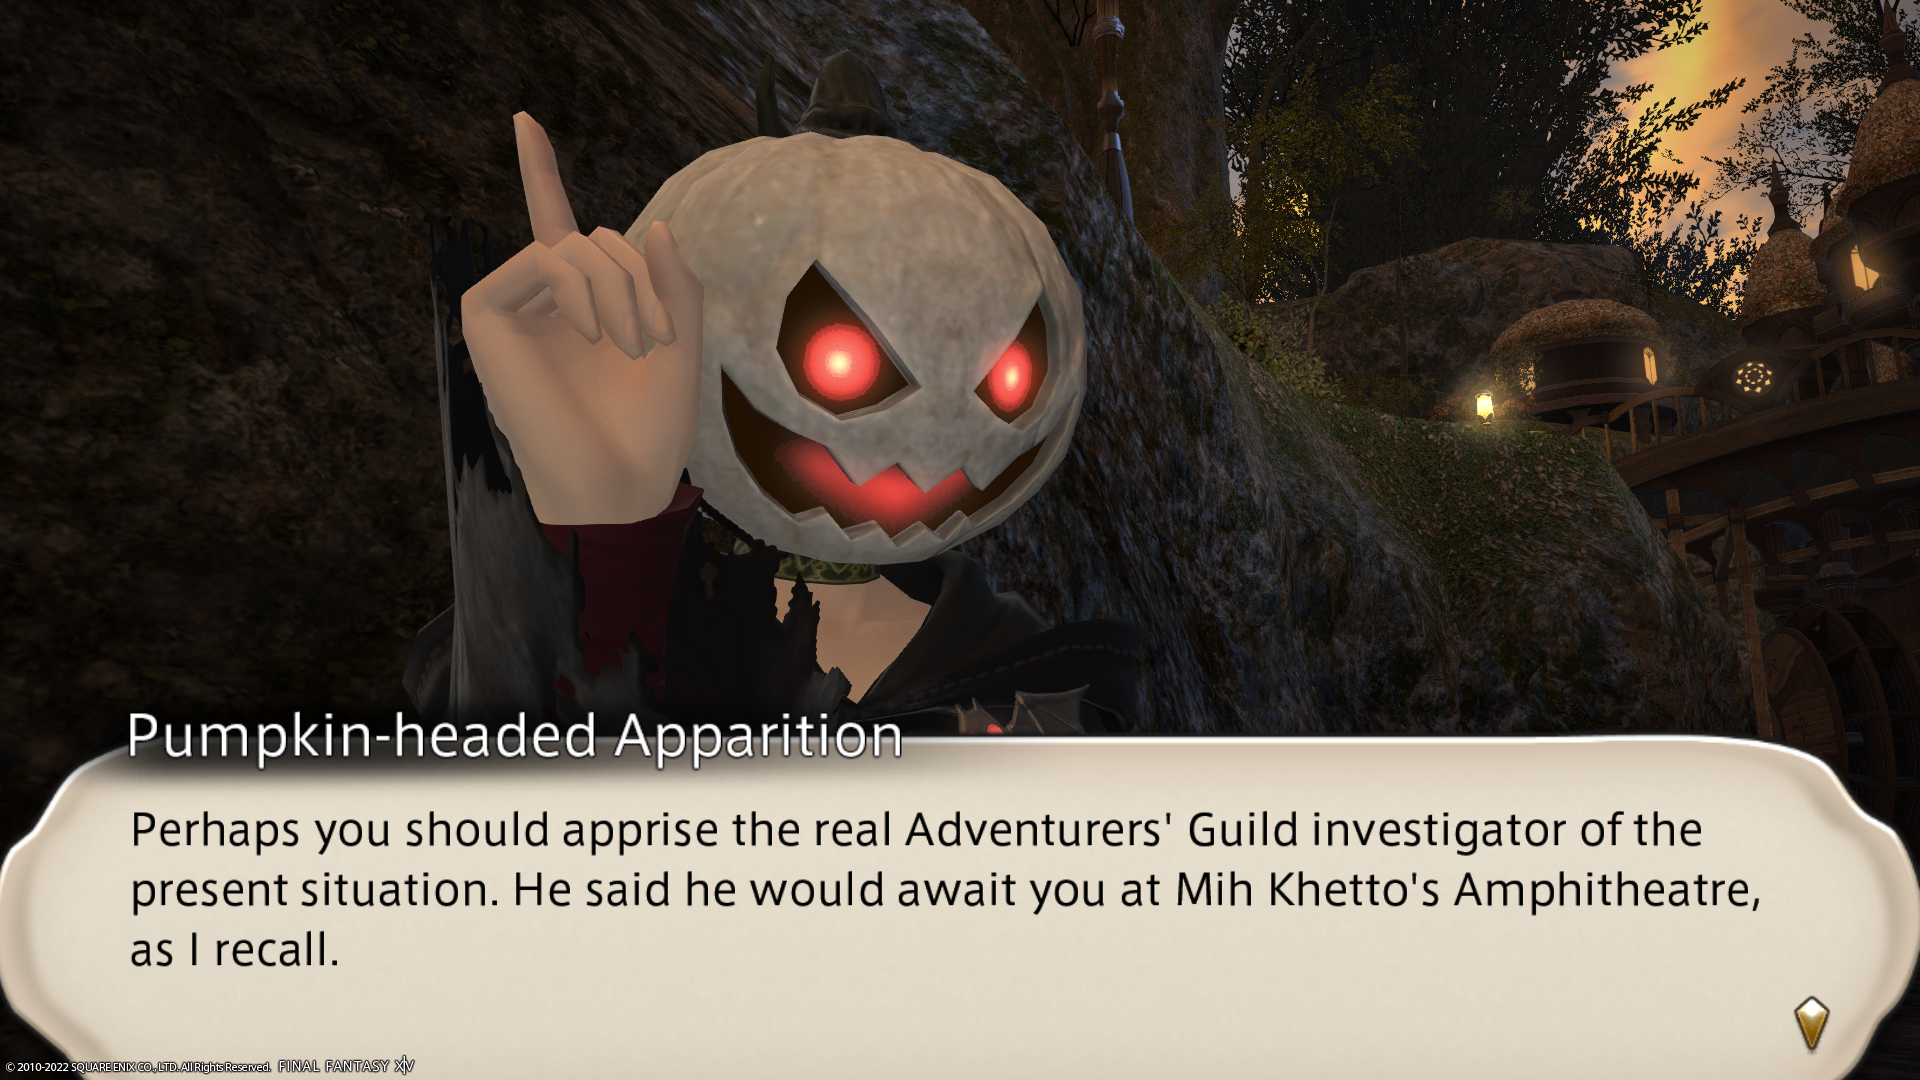 Pumpkin-headed Apparition
Perhaps you should apprise the real Adventurers' Guild investigator of the
present situation. He said he would await you at Mih Khetto's Amphitheatre,
as I recall.
© 2010-2022 SQUARE ENIX CO., LTD. All Rights Reserved. FINAL FANTASY XIV